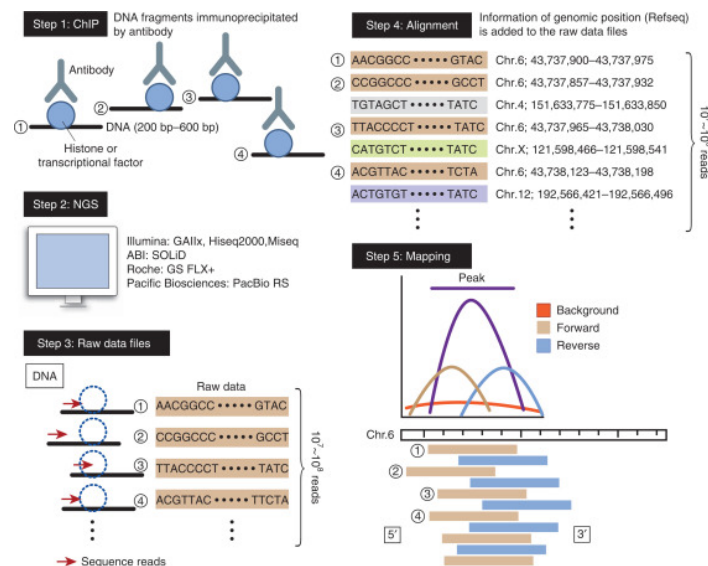 Step 1: ChIP
DNA fragments immunoprecipitated
by antibody
Antibody
①
②
③
④
DNA (200 bp–600 bp)
Histone or
transcriptional factor
Step 2: NGS
Illumina: GAIIx, Hiseq2000,Miseq
ABI: SOLiD
Roche: GS FLX+
Pacific Biosciences: PacBio RS
Step 3: Raw data files
DNA
Raw data
① AACGGCC ····· GTAC
② CCGGCCC ····· GCCT
③ TTACCCCT ····· TATC
④ ACGTTAC ····· TTCTA
10⁷~10⁸ reads
Sequence reads
Step 4: Alignment
Information of genomic position (Refseq)
is added to the raw data files
① AACGGCC ····· GTAC Chr.6; 43,737,900–43,737,975
② CCGGCCC ····· GCCT Chr.6; 43,737,857–43,737,932
TGTAGCT ····· TATC Chr.4; 151,633,775–151,633,850
③ TTACCCCT ····· TATC Chr.6; 43,737,965–43,738,030
CATGTCT ····· TATC Chr.X; 121,598,466–121,598,541
④ ACGTTAC ····· TCTA Chr.6; 43,738,123–43,738,198
ACTGTGT ····· TATC Chr.12; 192,566,421–192,566,496
reads
Step 5: Mapping
Peak
Background
Forward
Reverse
Chr.6
①
②
③
④
5′
3′